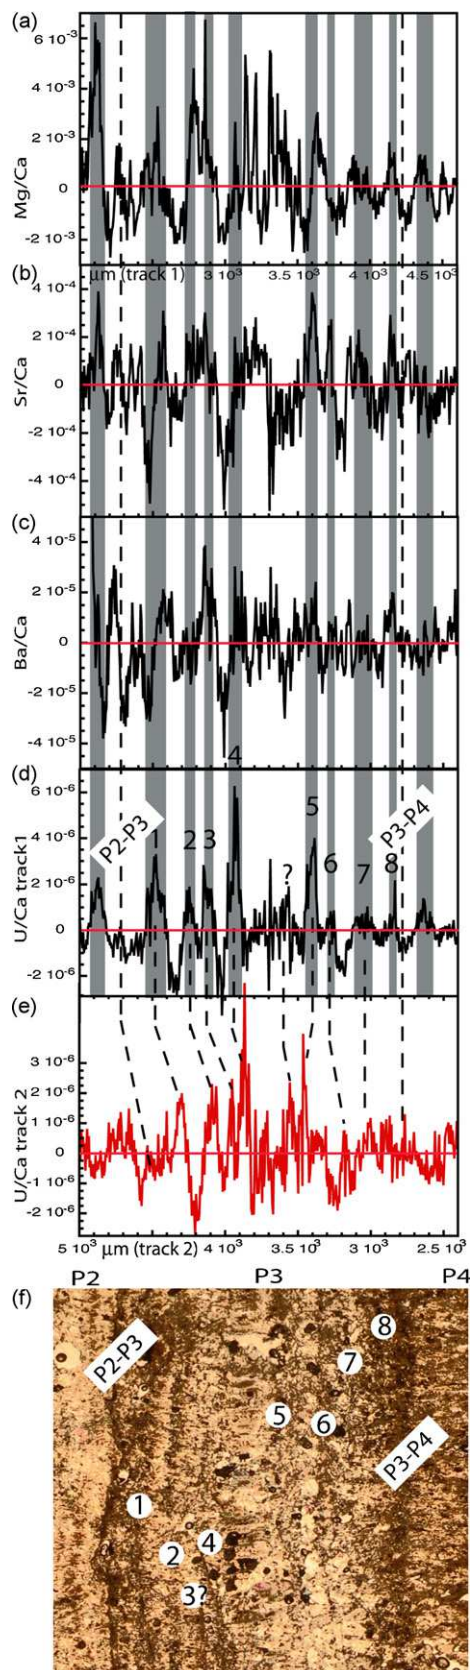 (a)
6 10⁻³
4 10⁻³
2 10⁻³
0
-2 10⁻³
Mg/Ca
(b)
μm (track 1) 3 10³ 3.5 10³ 4 10³ 4.5 10³
4 10⁻⁴
2 10⁻⁴
0
-2 10⁻⁴
-4 10⁻⁴
Sr/Ca
(c)
4 10⁻⁵
2 10⁻⁵
0
-2 10⁻⁵
-4 10⁻⁵
Ba/Ca
4
(d)
6 10⁻⁶
4 10⁻⁶
2 10⁻⁶
0
-2 10⁻⁶
U/Ca track1
P2-P3
2 3 ? 5 6 7 8
P3-P4
(e)
3 10⁻⁶
2 10⁻⁶
1 10⁻⁶
0
-1 10⁻⁶
-2 10⁻⁶
U/Ca track 2
5 10³ μm (track 2) 4 10³ 3.5 10³ 3 10³ 2.5 10³
P2 P3 P4
(f)
P2-P3
8
7
5 6
P3-P4
1
4
2
3?